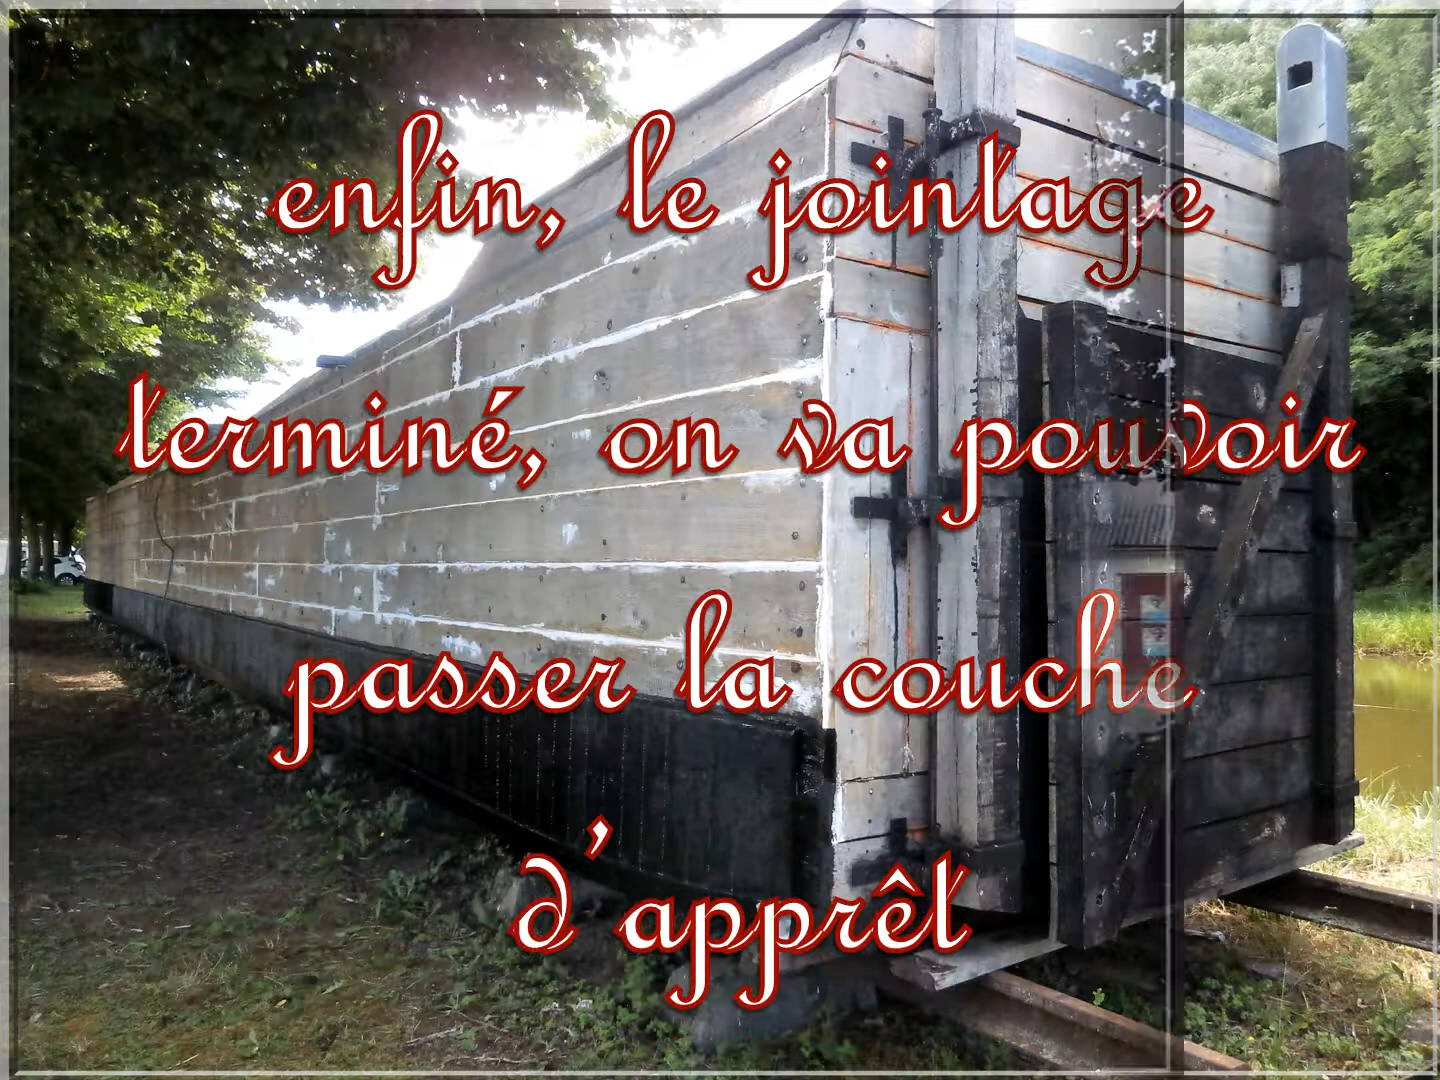 enfin, le jointage
terminé, on va pouvoir
passer la couche
d'apprêt